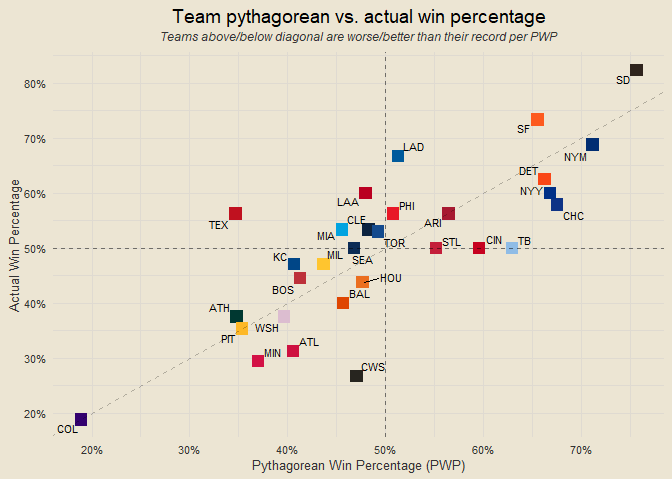 Team pythagorean vs. actual win percentage
Teams above/below diagonal are worse/better than their record per PWP
80%
SD
SF
70%
NYM
LAD
DET
60%
LAA
NYY
CHC
PHI
TEX
CLE
ARI
MIA
TOR
50%
STL
CIN
TB
SEA
KC
MIL
HOU
BOS
BAL
40%
ATH
WSH
PIT
ATL
MIN
30%
CWS
20%
COL
20%
30%
40%
50%
60%
70%
Actual Win Percentage
Pythagorean Win Percentage (PWP)